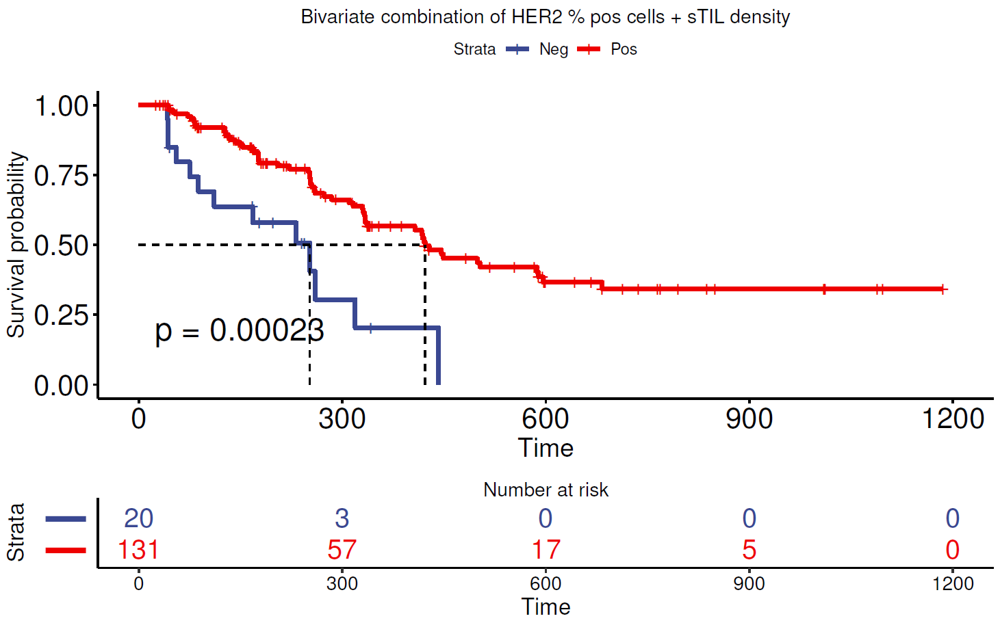 Bivariate combination of HER2 % pos cells + sTIL density
Strata Neg Pos
Survival probability
1.00
0.75
0.50
0.25
0.00
p = 0.00023
0 300 600 900 1200
Time
Number at risk
Strata
20 3 0 0 0
131 57 17 5 0
0 300 600 900 1200
Time